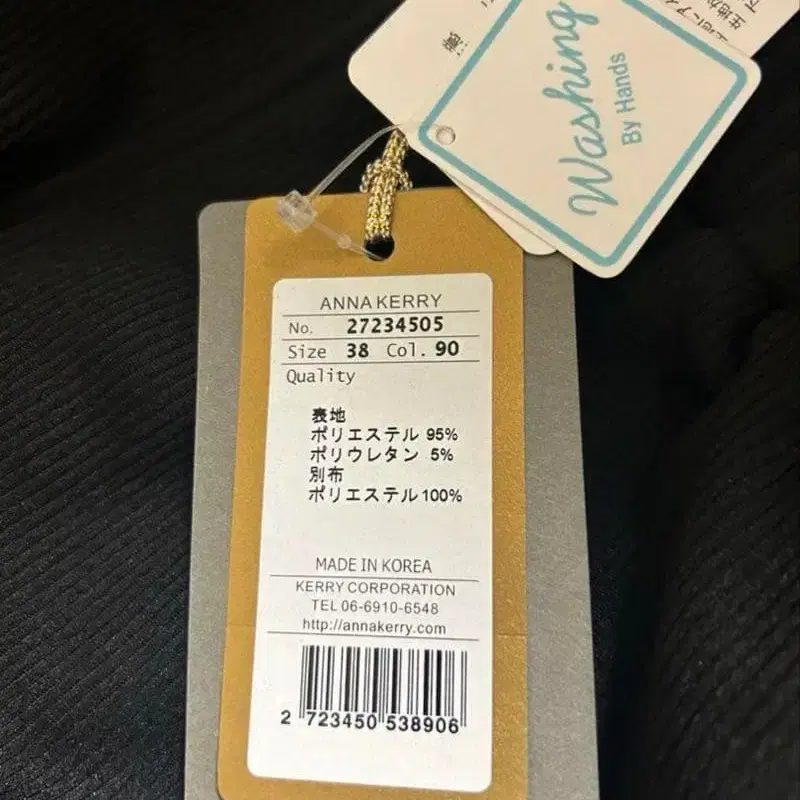 Washing
By Hands
ANNA KERRY
No. 27234505
Size 38 Col. 90
Quality
表地
ポリエステル 95%
ポリウレタン 5%
別布
ポリエステル 100%
MADE IN KOREA
KERRY CORPORATION
TEL 06-6910-6548
http://annakerry.com
2 723450 538906